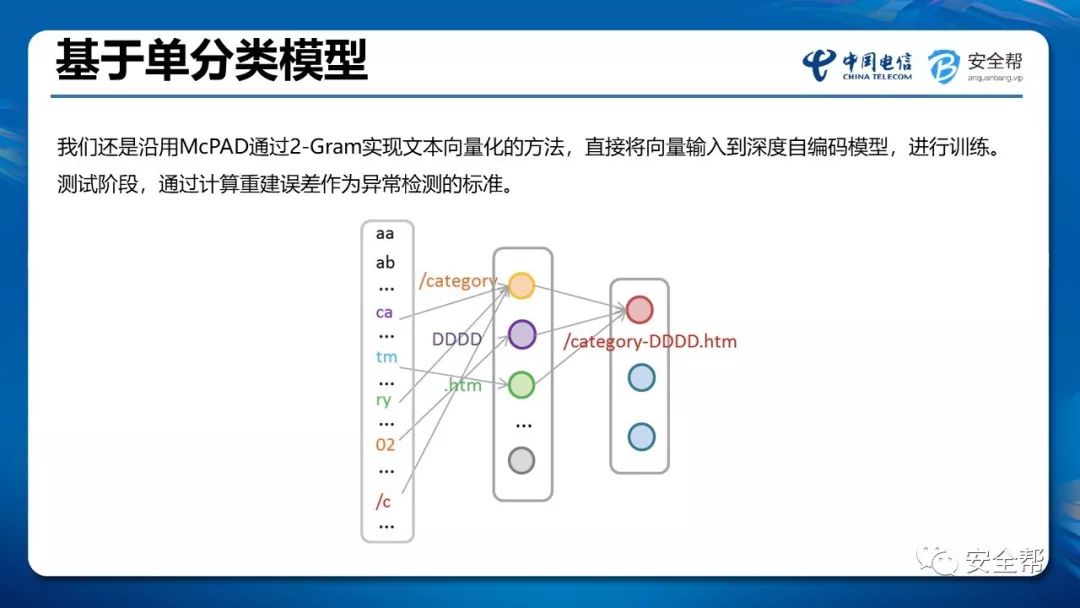 基于单分类模型
中国电信
CHINA TELECOM
安全帮
anquanbang.vip
我们还是沿用McPAD通过2-Gram实现文本向量化的方法，直接将向量输入到深度自编码模型，进行训练。
测试阶段，通过计算重建误差作为异常检测的标准。
aa
ab
...
ca
...
tm
...
ry
...
02
...
/c
...
/category
DDDD
.htm
...
/category-DDDD.htm
安全帮